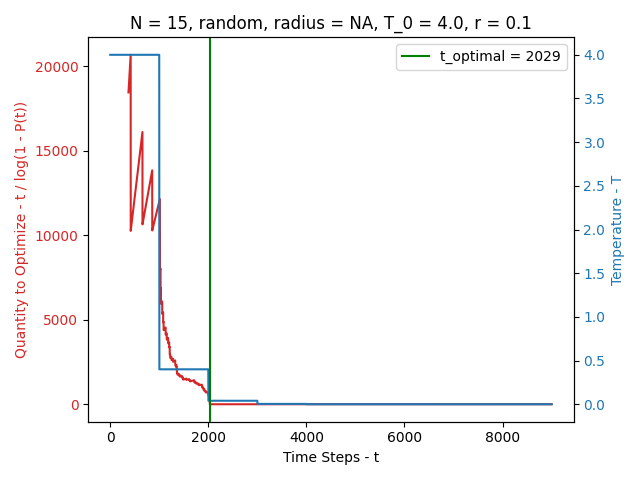 N = 15, random, radius = NA, T_0 = 4.0, r = 0.1
t_optimal = 2029
Quantity to Optimize - t / log(1 - P(t))
20000
15000
10000
5000
0
4.0
3.5
3.0
2.5
2.0
1.5
1.0
0.5
0.0
Temperature - T
0 2000 4000 6000 8000
Time Steps - t